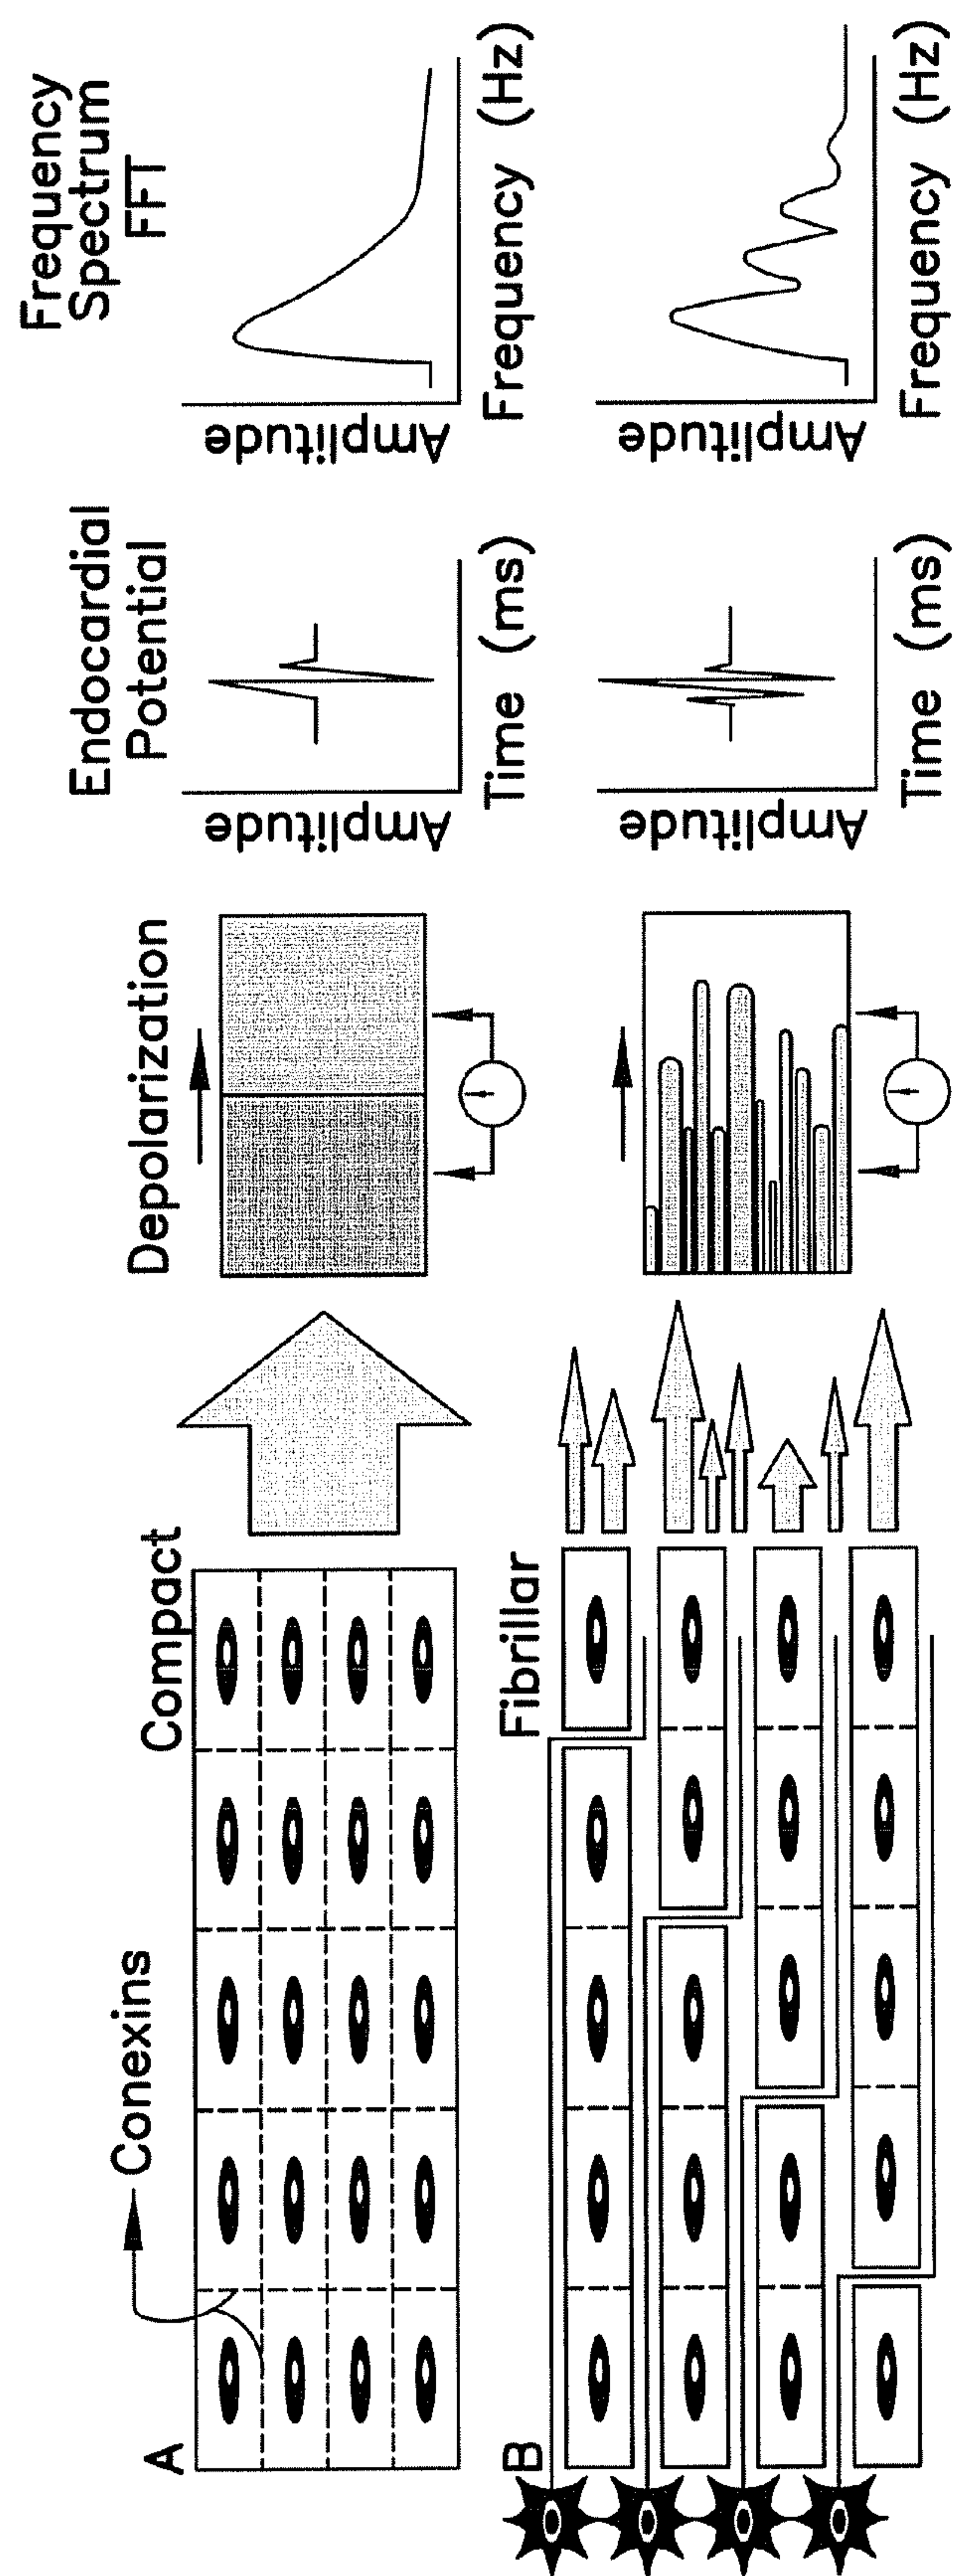 A
Conexins
Compact
Depolarization
Endocardial
Potential
Amplitude
Time (ms)
Frequency
Spectrum
FFT
Amplitude
Frequency (Hz)
B
Fibrillar
Amplitude
Time (ms)
Amplitude
Frequency (Hz)